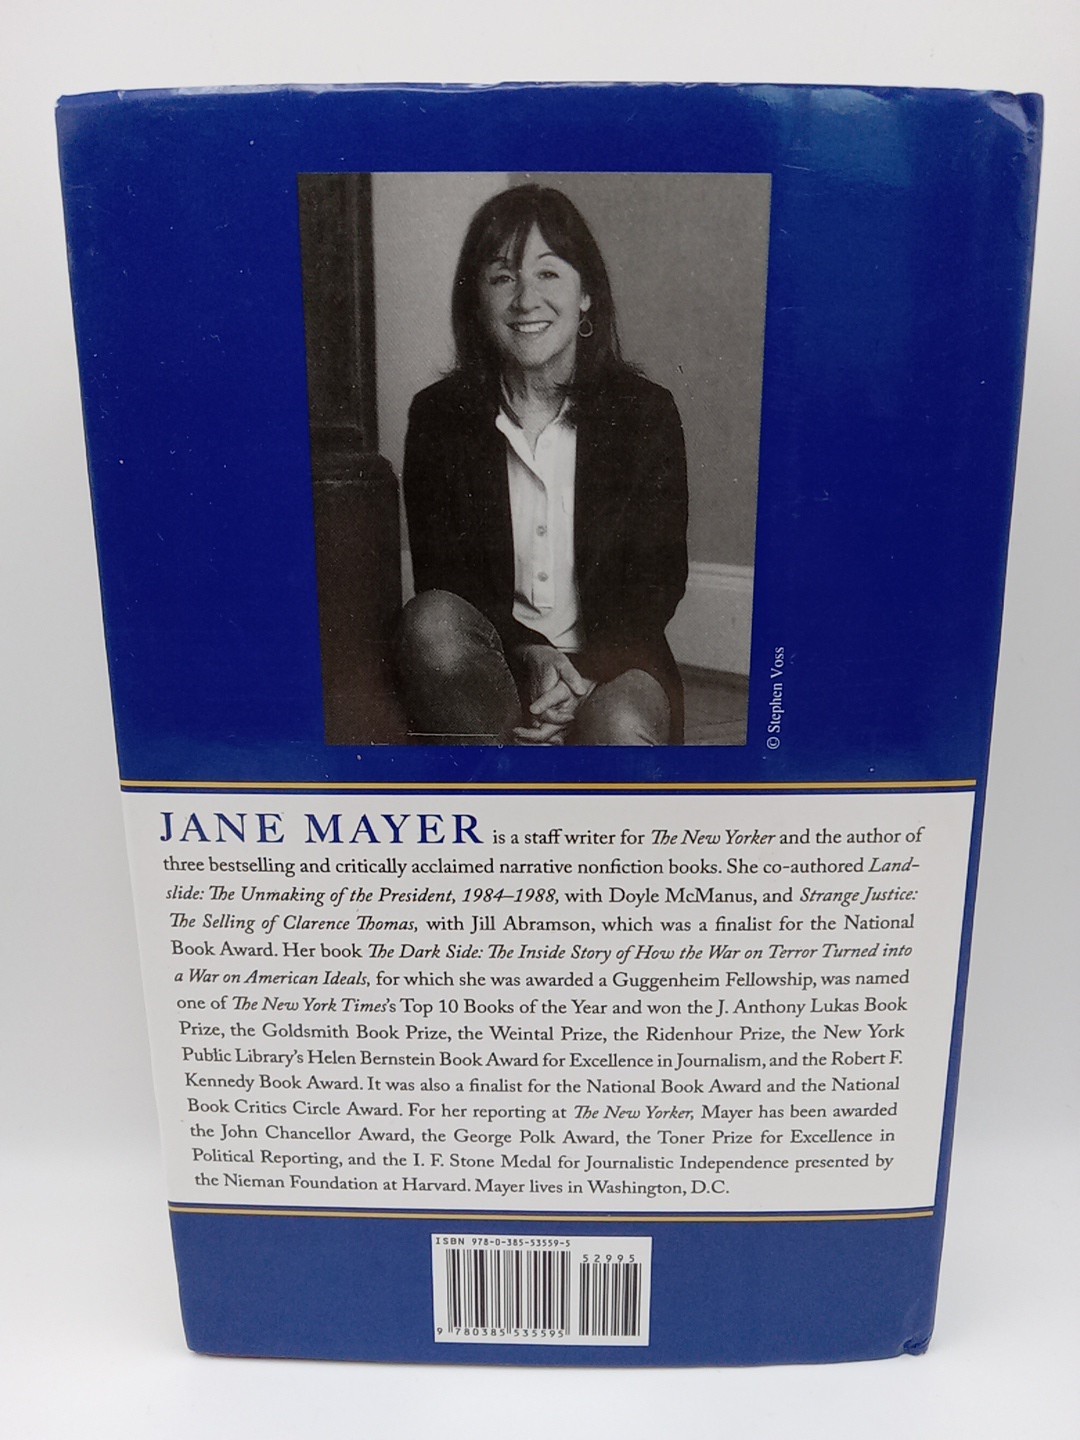 © Stephen Voss
JANE MAYER is a staff writer for The New Yorker and the author of
three bestselling and critically acclaimed narrative nonfiction books. She co-authored Land-
slide: The Unmaking of the President, 1984–1988, with Doyle McManus, and Strange Justice:
The Selling of Clarence Thomas, with Jill Abramson, which was a finalist for the National
Book Award. Her book The Dark Side: The Inside Story of How the War on Terror Turned into
a War on American Ideals, for which she was awarded a Guggenheim Fellowship, was named
one of The New York Times's Top 10 Books of the Year and won the J. Anthony Lukas Book
Prize, the Goldsmith Book Prize, the Weintal Prize, the Ridenhour Prize, the New York
Public Library's Helen Bernstein Book Award for Excellence in Journalism, and the Robert F.
Kennedy Book Award. It was also a finalist for the National Book Award and the National
Book Critics Circle Award. For her reporting at The New Yorker, Mayer has been awarded
the John Chancellor Award, the George Polk Award, the Toner Prize for Excellence in
Political Reporting, and the I. F. Stone Medal for Journalistic Independence presented by
the Nieman Foundation at Harvard. Mayer lives in Washington, D.C.
ISBN 978-0-385-53559-5
52995
9 780385 535595